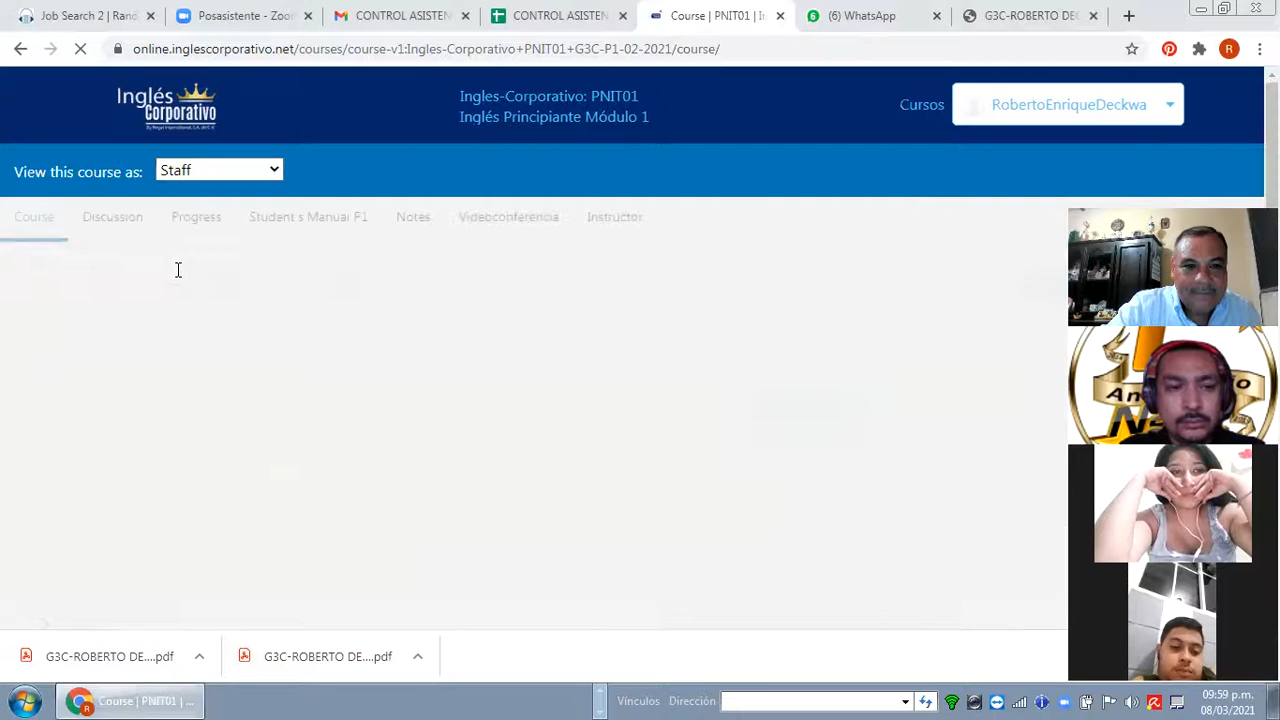 Job Search 2 | Rand
Posasistente - Zoo
CONTROL ASISTEN
CONTROL ASISTEN
Course | PNIT01 | I
(6) WhatsApp
G3C-ROBERTO DE
online.inglescorporativo.net/courses/course-v1:Ingles-Corporativo+PNIT01+G3C-P1-02-2021/course/
R
Inglés
Corporativo
Ingles-Corporativo: PNIT01
Inglés Principiante Módulo 1
Cursos
RobertoEnriqueDeckwa
View this course as:
Staff
Course
Discussion
Progress
Student s Manual P1
Notes
Videoconferencia
Instructor
G3C-ROBERTO DE....pdf
G3C-ROBERTO DE....pdf
Course | PNIT01 | ...
Vínculos
Dirección
09:59 p.m.
08/03/2021